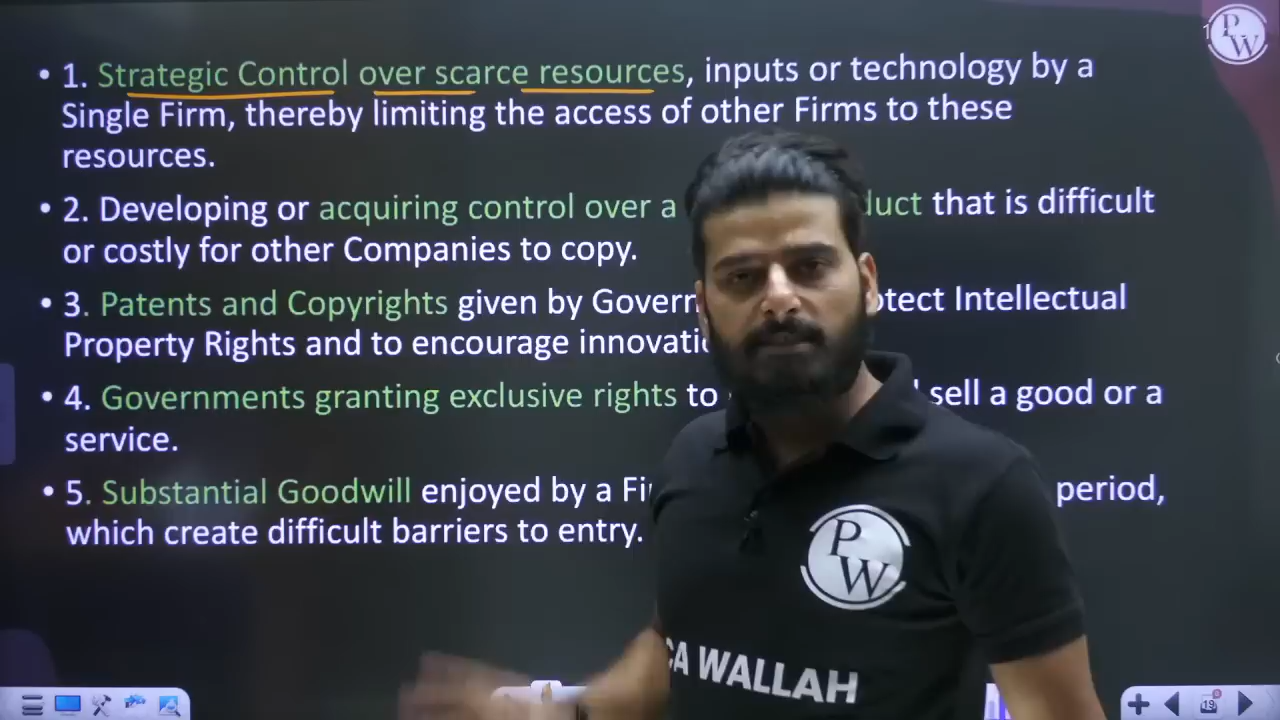 PW
• 1. Strategic Control over scarce resources, inputs or technology by a
Single Firm, thereby limiting the access of other Firms to these
resources.
• 2. Developing or acquiring control over a duct that is difficult
or costly for other Companies to copy.
• 3. Patents and Copyrights given by Govern otect Intellectual
Property Rights and to encourage innovati
• 4. Governments granting exclusive rights to sell a good or a
service.
• 5. Substantial Goodwill enjoyed by a Fi period,
which create difficult barriers to entry.
PW
CA WALLAH
19